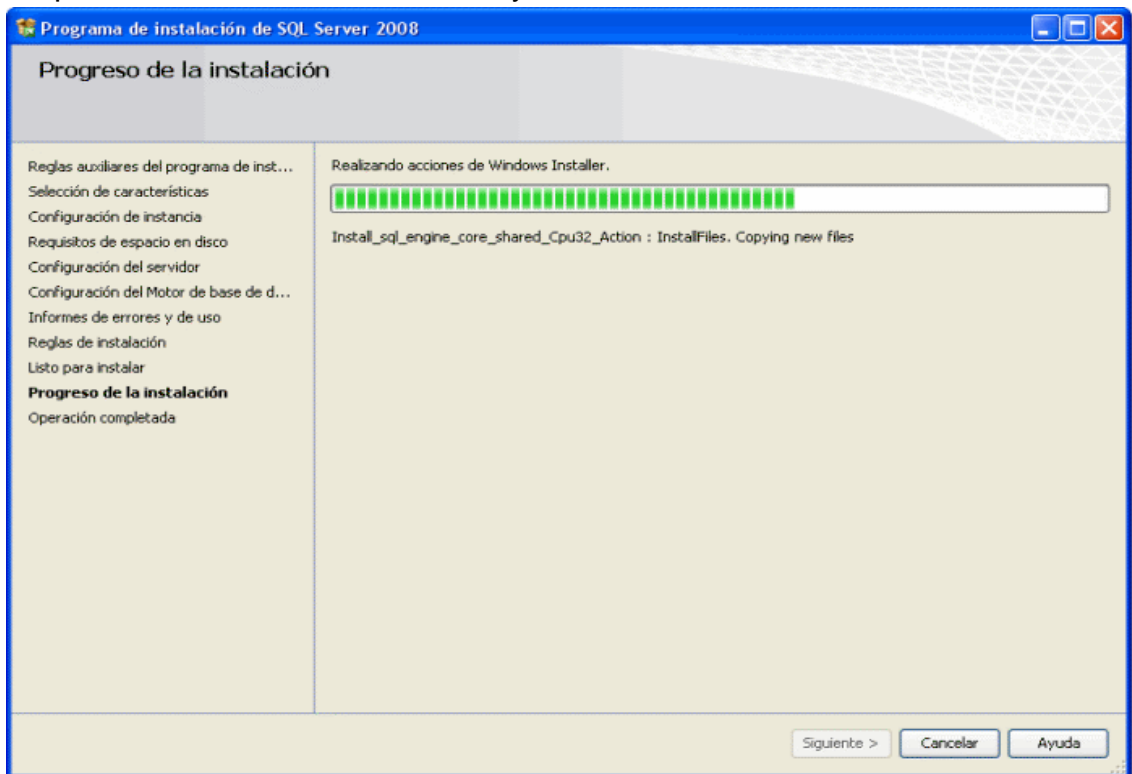 Programa de instalación de SQL Server 2008
Progreso de la instalación
Reglas auxiliares del programa de inst...
Selección de características
Configuración de instancia
Requisitos de espacio en disco
Configuración del servidor
Configuración del Motor de base de d...
Informes de errores y de uso
Reglas de instalación
Listo para instalar
Progreso de la instalación
Operación completada
Realizando acciones de Windows Installer.
Install_sql_engine_core_shared_Cpu32_Action : InstallFiles. Copying new files
Siguiente > Cancelar Ayuda